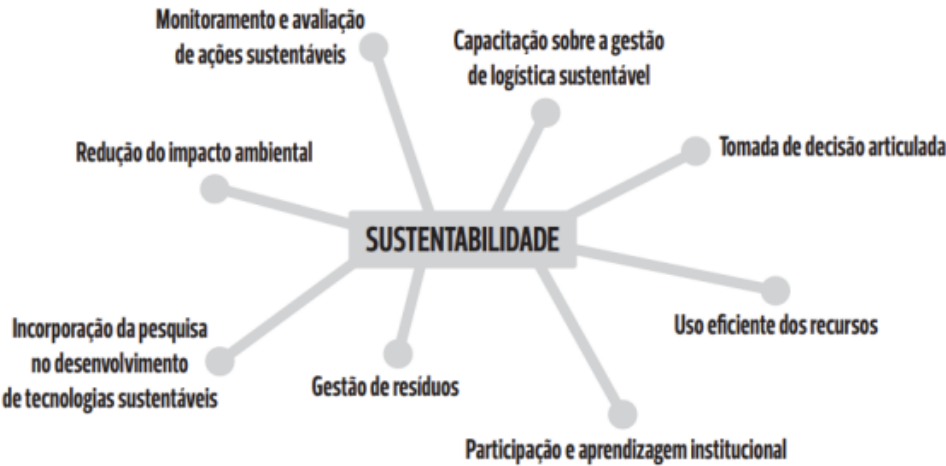 Monitoramento e avaliação
de ações sustentáveis
Capacitação sobre a gestão
de logística sustentável
Redução do impacto ambiental
Tomada de decisão articulada
SUSTENTABILIDADE
Incorporação da pesquisa
no desenvolvimento
de tecnologias sustentáveis
Uso eficiente dos recursos
Gestão de resíduos
Participação e aprendizagem institucional